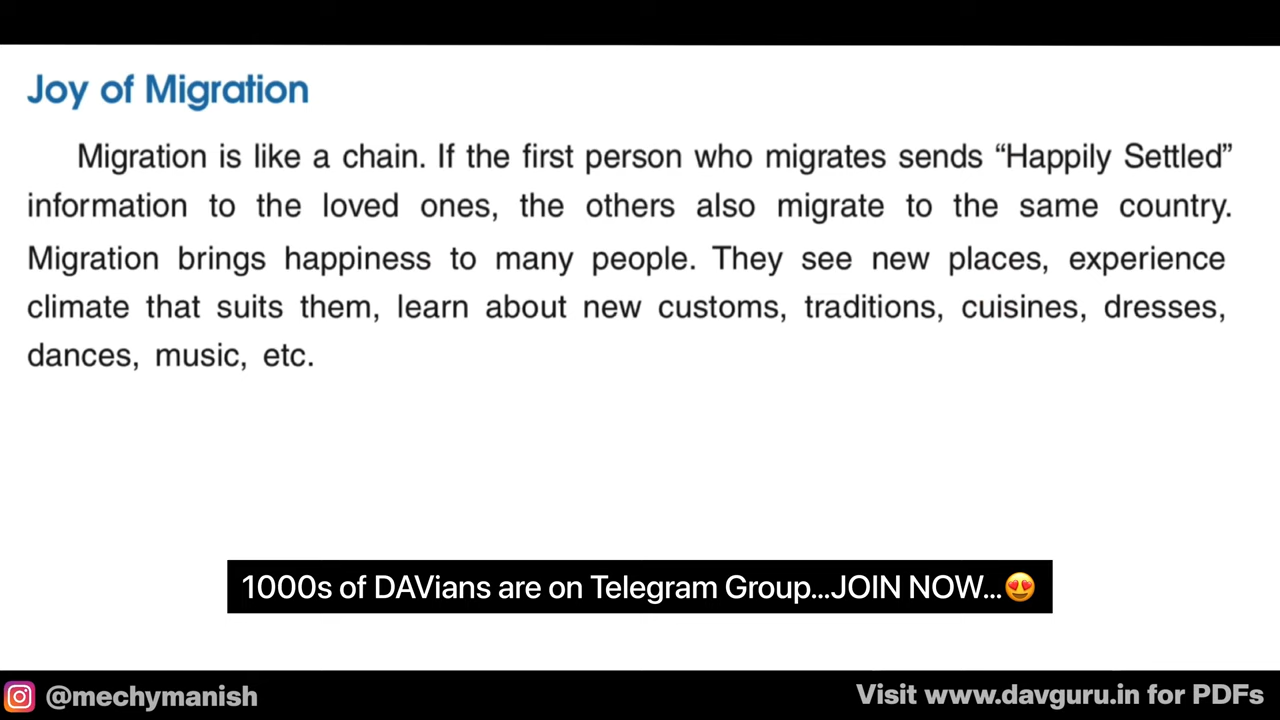 Joy of Migration
Migration is like a chain. If the first person who migrates sends “Happily Settled”
information to the loved ones, the others also migrate to the same country.
Migration brings happiness to many people. They see new places, experience
climate that suits them, learn about new customs, traditions, cuisines, dresses,
dances, music, etc.
1000s of DAVians are on Telegram Group...JOIN NOW...😍
@mechymanish
Visit www.davguru.in for PDFs